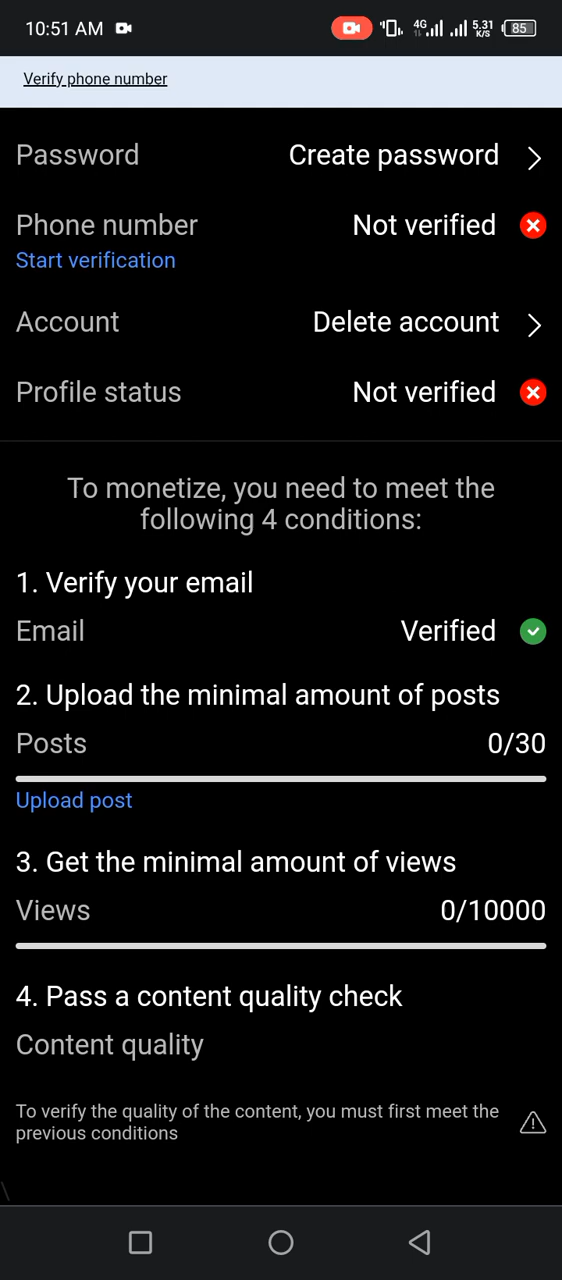 10:51 AM 4G 5.31 K/S 85
Verify phone number
Password Create password
Phone number Not verified
Start verification
Account Delete account
Profile status Not verified
To monetize, you need to meet the
following 4 conditions:
1. Verify your email
Email Verified
2. Upload the minimal amount of posts
Posts 0/30
Upload post
3. Get the minimal amount of views
Views 0/10000
4. Pass a content quality check
Content quality
To verify the quality of the content, you must first meet the
previous conditions